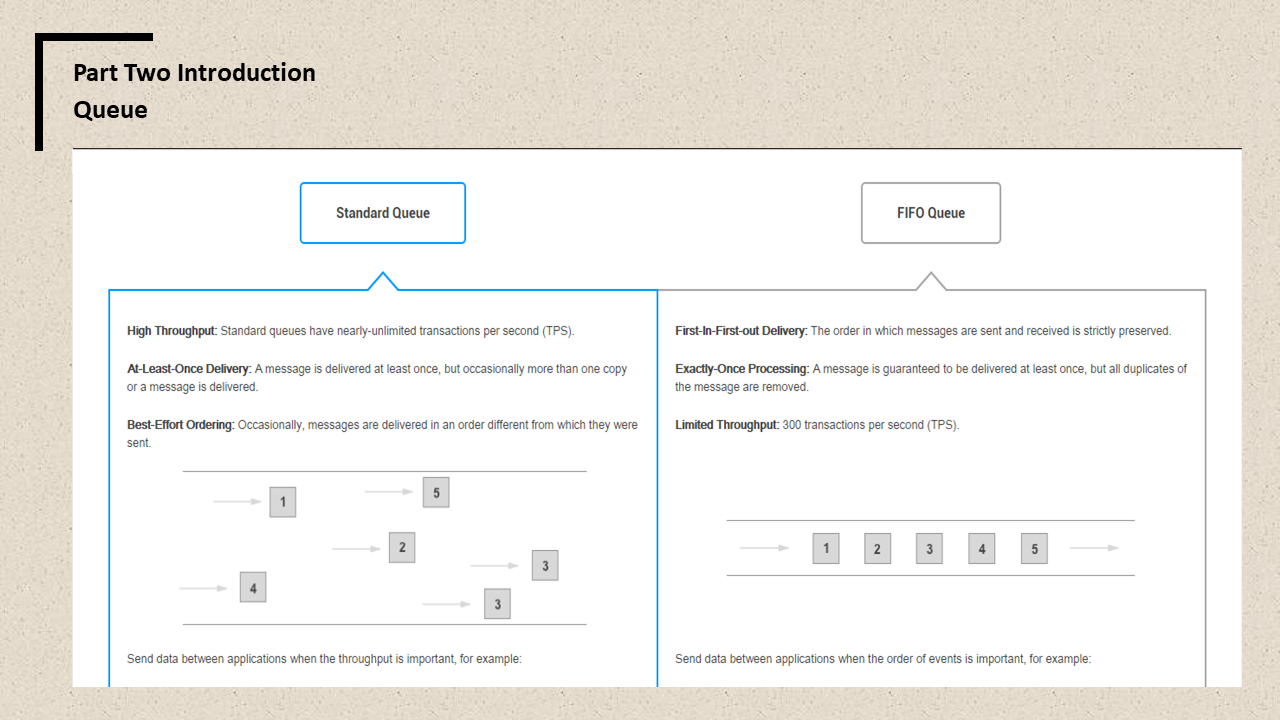 Part Two Introduction
Queue
Standard Queue
FIFO Queue
High Throughput: Standard queues have nearly-unlimited transactions per second (TPS).
At-Least-Once Delivery: A message is delivered at least once, but occasionally more than one copy
or a message is delivered.
Best-Effort Ordering: Occasionally, messages are delivered in an order different from which they were
sent.
1
5
2
3
4
3
Send data between applications when the throughput is important, for example:
First-In-First-out Delivery: The order in which messages are sent and received is strictly preserved.
Exactly-Once Processing: A message is guaranteed to be delivered at least once, but all duplicates of
the message are removed.
Limited Throughput: 300 transactions per second (TPS).
1 2 3 4 5
Send data between applications when the order of events is important, for example: